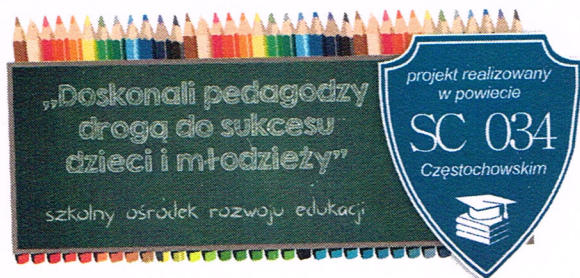 „Doskonali pedagodzy
drogą do sukcesu
dzieci i młodzieży”
szkolny ośrodek rozwoju edukacji
projekt realizowany
w powiecie
SC 034
Częstochowskim